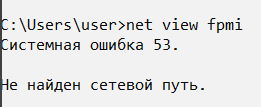 C:\Users\user>net view fpmi
Системная ошибка 53.
Не найден сетевой путь.